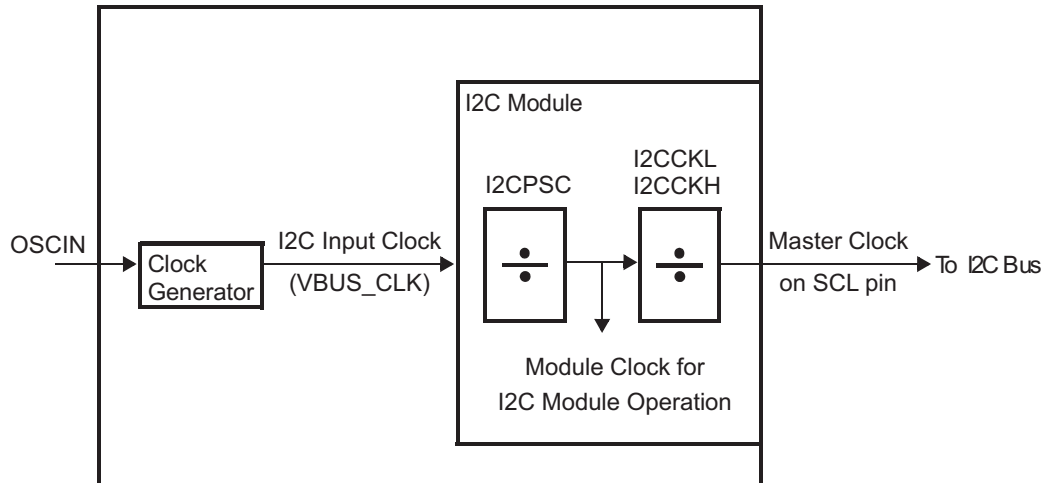 I2C Module
I2CCKL
I2CPSC
I2CCKH
OSCIN
I2C Input Clock
Master Clock
Clock
Generator
(VBUS_CLK)
÷
÷
on SCL pin
To I2C Bus
Module Clock for
I2C Module Operation